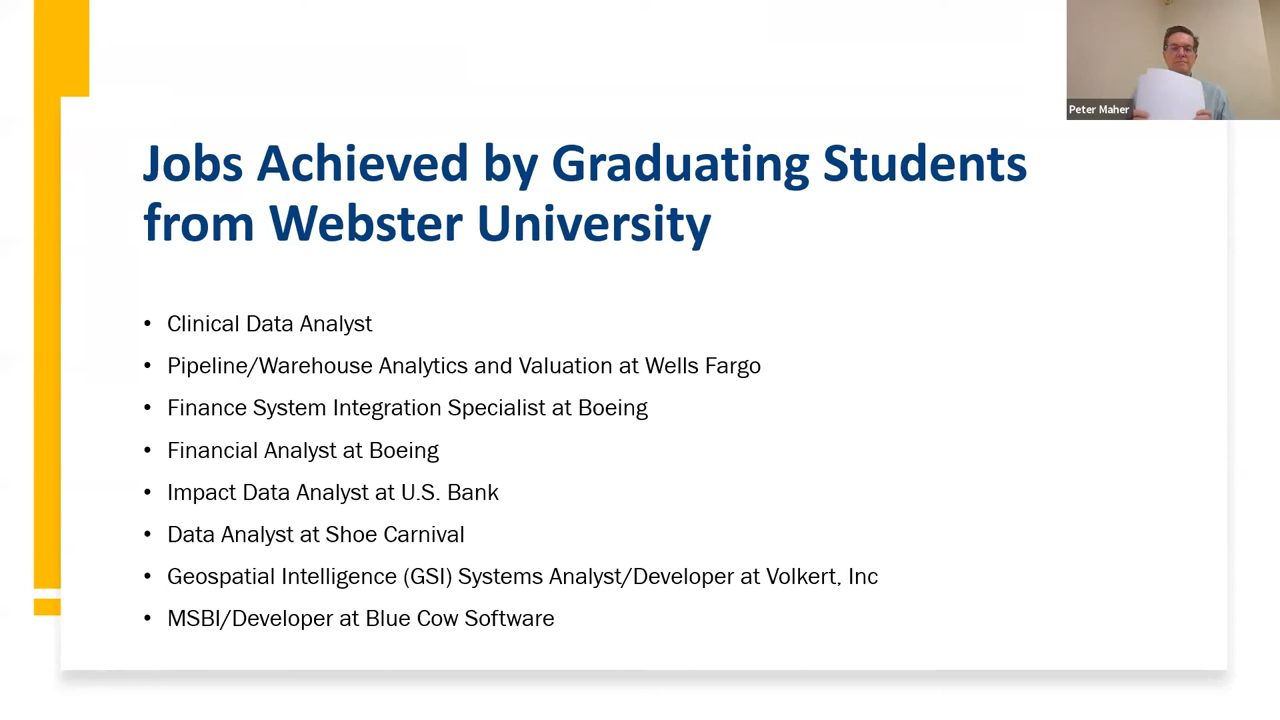 Peter Maher
Jobs Achieved by Graduating Students
from Webster University
• Clinical Data Analyst
• Pipeline/Warehouse Analytics and Valuation at Wells Fargo
• Finance System Integration Specialist at Boeing
• Financial Analyst at Boeing
• Impact Data Analyst at U.S. Bank
• Data Analyst at Shoe Carnival
• Geospatial Intelligence (GSI) Systems Analyst/Developer at Volkert, Inc
• MSBI/Developer at Blue Cow Software